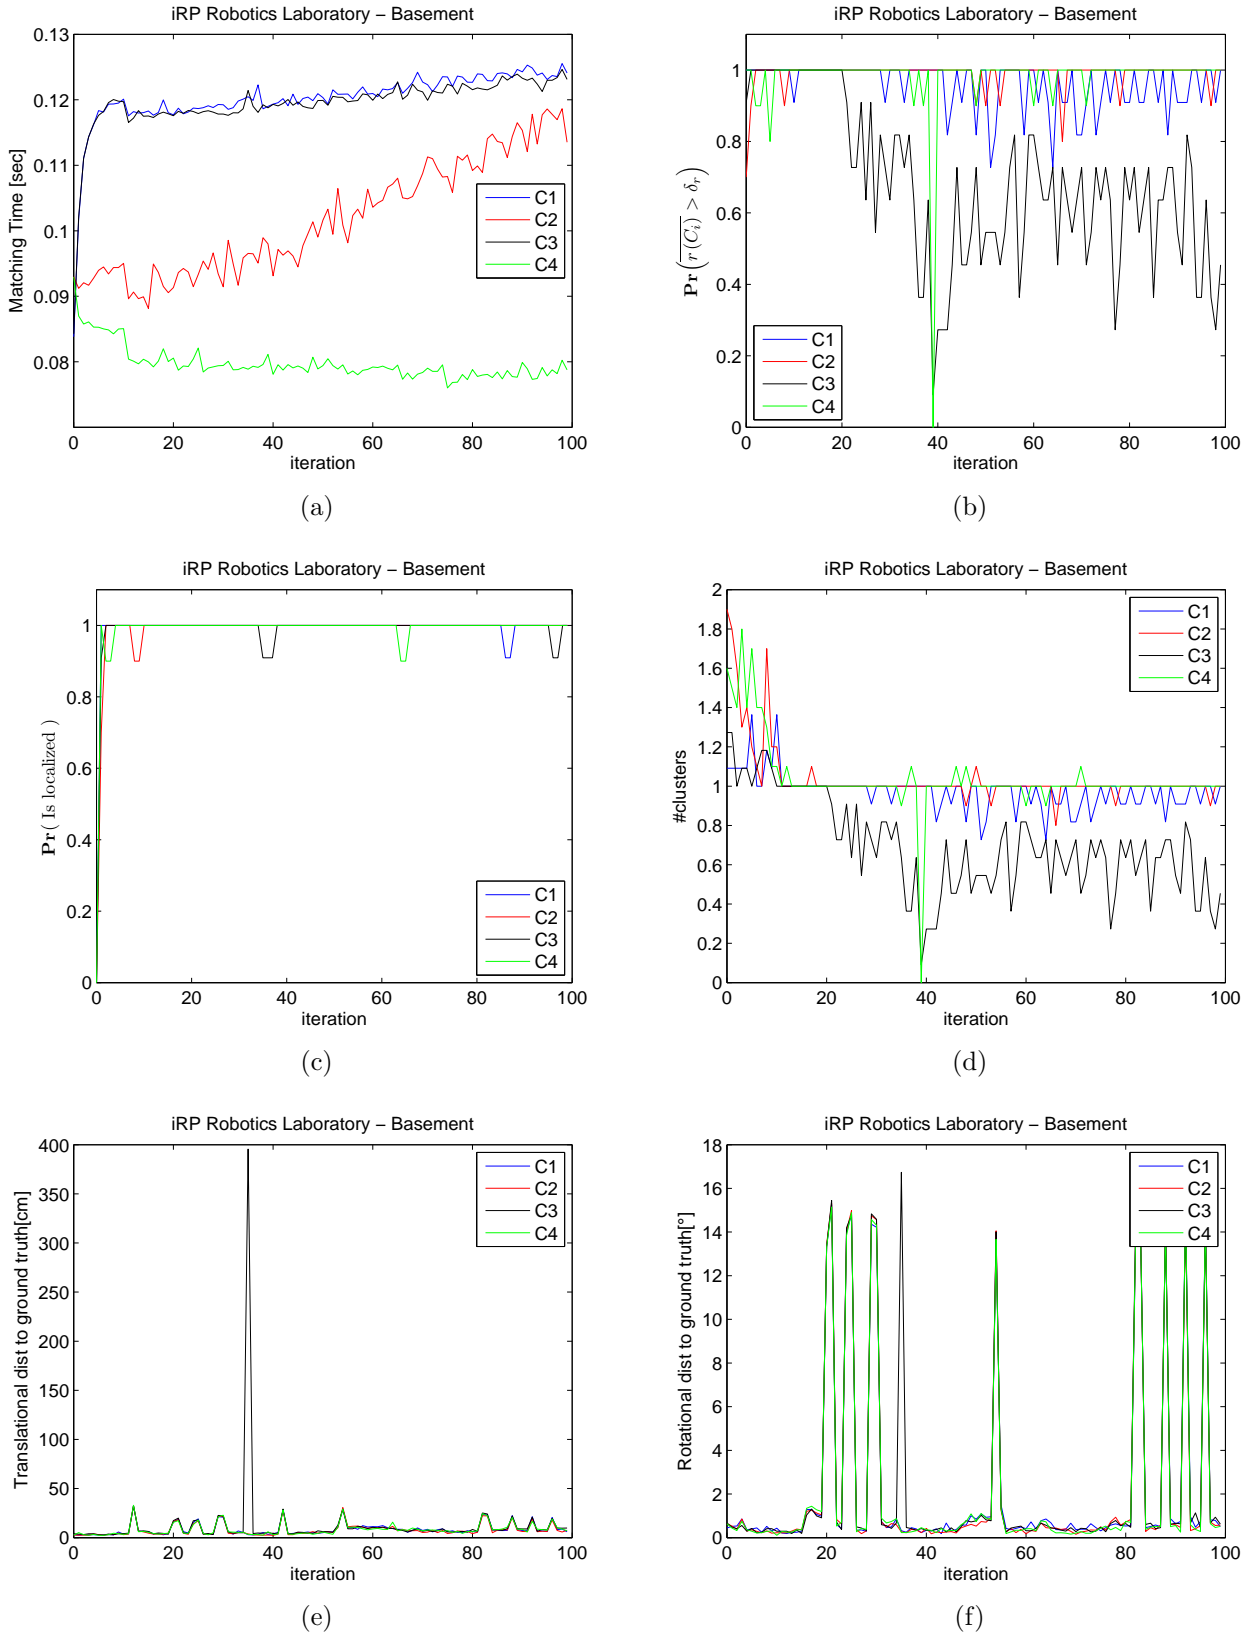 iRP Robotics Laboratory − Basement
0.13
0.12
0.11
0.1
0.09
0.08
Matching Time [sec]
C1
C2
C3
C4
0 20 40 60 80 100
iteration
(a)
iRP Robotics Laboratory − Basement
1
0.8
0.6
0.4
0.2
0
Pr( r(C_i) > δ_r )
C1
C2
C3
C4
0 20 40 60 80 100
iteration
(b)
iRP Robotics Laboratory − Basement
1
0.8
0.6
0.4
0.2
0
Pr( Is localized )
C1
C2
C3
C4
0 20 40 60 80 100
iteration
(c)
iRP Robotics Laboratory − Basement
2
1.8
1.6
1.4
1.2
1
0.8
0.6
0.4
0.2
0
#clusters
C1
C2
C3
C4
0 20 40 60 80 100
iteration
(d)
iRP Robotics Laboratory − Basement
400
350
300
250
200
150
100
50
0
Translational dist to ground truth[cm]
C1
C2
C3
C4
0 20 40 60 80 100
iteration
(e)
iRP Robotics Laboratory − Basement
18
16
14
12
10
8
6
4
2
0
Rotational dist to ground truth[°]
C1
C2
C3
C4
0 20 40 60 80 100
iteration
(f)